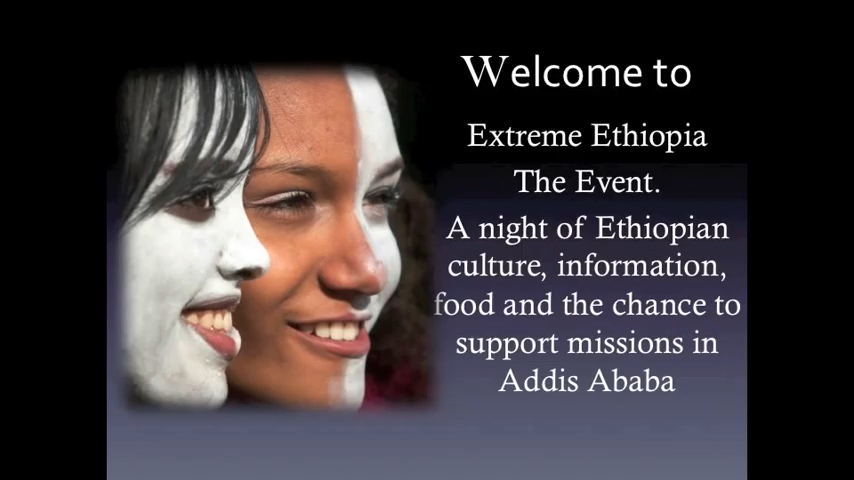 Welcome to
Extreme Ethiopia
The Event.
A night of Ethiopian
culture, information,
food and the chance to
support missions in
Addis Ababa